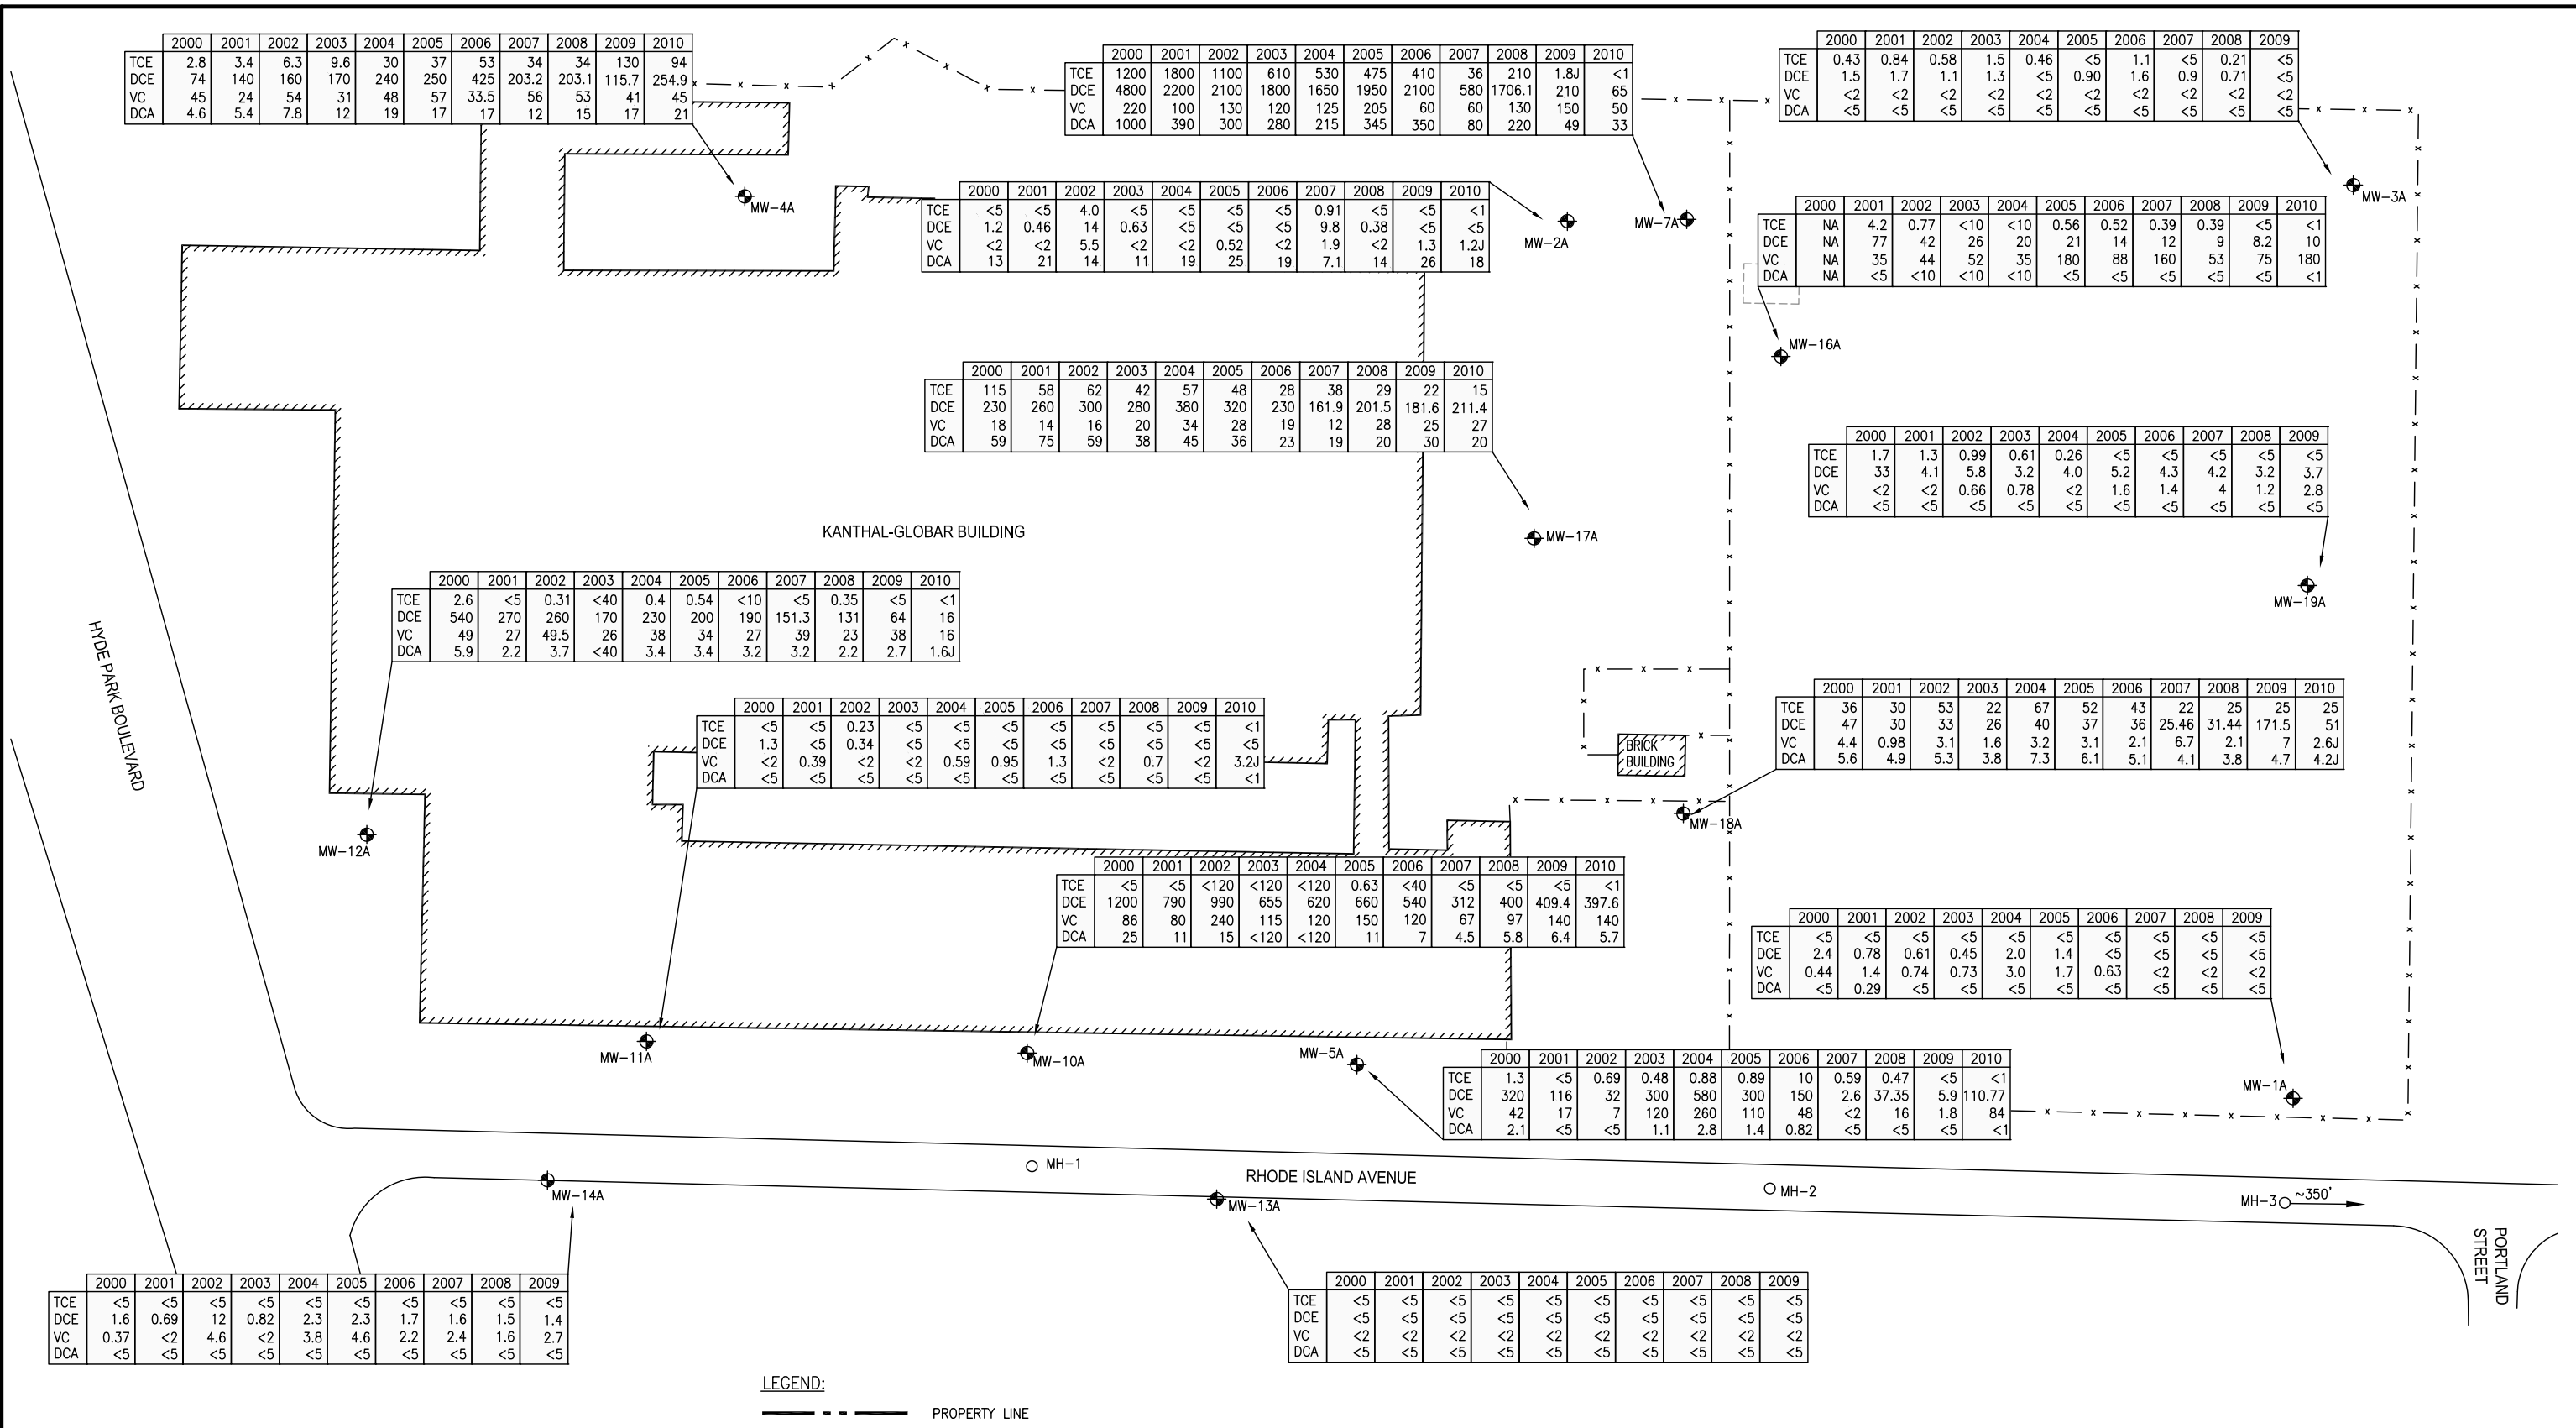 2000 2001 2002 2003 2004 2005 2006 2007 2008 2009 2010
TCE 2.8 3.4 6.3 9.6 30 37 53 34 34 130 94
DCE 74 140 160 170 240 250 425 203.2 203.1 115.7 254.9
VC 45 24 54 31 48 57 33.5 56 53 41 45
DCA 4.6 5.4 7.8 12 19 17 17 12 15 17 21
MW-4A
2000 2001 2002 2003 2004 2005 2006 2007 2008 2009 2010
TCE 1200 1800 1100 610 530 475 410 36 210 1.8J <1
DCE 4800 2200 2100 1800 1650 1950 2100 580 1706.1 210 65
VC 220 100 130 120 125 205 60 60 130 150 50
DCA 1000 390 300 280 215 345 350 80 220 49 33
MW-7A
2000 2001 2002 2003 2004 2005 2006 2007 2008 2009
TCE 0.43 0.84 0.58 1.5 0.46 <5 1.1 <5 0.21 <5
DCE 1.5 1.7 1.1 1.3 <5 0.90 1.6 0.9 0.71 <5
VC <2 <2 <2 <2 <2 <2 <2 <2 <2 <2
DCA <5 <5 <5 <5 <5 <5 <5 <5 <5 <5
MW-3A
2000 2001 2002 2003 2004 2005 2006 2007 2008 2009 2010
TCE <5 <5 4.0 <5 <5 <5 <5 0.91 <5 <5 <1
DCE 1.2 0.46 14 0.63 <5 <5 <5 9.8 0.38 <5 <5
VC <2 <2 5.5 <2 <2 0.52 <2 1.9 <2 1.3 1.2J
DCA 13 21 14 11 19 25 19 7.1 14 26 18
MW-2A
2000 2001 2002 2003 2004 2005 2006 2007 2008 2009 2010
TCE NA 4.2 0.77 <10 <10 0.56 0.52 0.39 0.39 <5 <1
DCE NA 77 42 26 20 21 14 12 9 8.2 10
VC NA 35 44 52 35 180 88 160 53 75 180
DCA NA <5 <10 <10 <10 <5 <5 <5 <5 <5 <1
MW-16A
2000 2001 2002 2003 2004 2005 2006 2007 2008 2009 2010
TCE 115 58 62 42 57 48 28 38 29 22 15
DCE 230 260 300 280 380 320 230 161.9 201.5 181.6 211.4
VC 18 14 16 20 34 28 19 12 28 25 27
DCA 59 75 59 38 45 36 23 19 20 30 20
MW-17A
2000 2001 2002 2003 2004 2005 2006 2007 2008 2009
TCE 1.7 1.3 0.99 0.61 0.26 <5 <5 <5 <5 <5
DCE 33 4.1 5.8 3.2 4.0 5.2 4.3 4.2 3.2 3.7
VC <2 <2 0.66 0.78 <2 1.6 1.4 4 1.2 2.8
DCA <5 <5 <5 <5 <5 <5 <5 <5 <5 <5
MW-19A
KANTHAL-GLOBAR BUILDING
HYDE PARK BOULEVARD
2000 2001 2002 2003 2004 2005 2006 2007 2008 2009 2010
TCE 2.6 <5 0.31 <40 0.4 0.54 <10 <5 0.35 <5 <1
DCE 540 270 260 170 230 200 190 151.3 131 64 16
VC 49 27 49.5 26 38 34 27 39 23 38 16
DCA 5.9 2.2 3.7 <40 3.4 3.4 3.2 3.2 2.2 2.7 1.6J
MW-12A
2000 2001 2002 2003 2004 2005 2006 2007 2008 2009 2010
TCE <5 <5 0.23 <5 <5 <5 <5 <5 <5 <5 <1
DCE 1.3 <5 0.34 <5 <5 <5 <5 <5 <5 <5 <5
VC <2 0.39 <2 <2 0.59 0.95 1.3 <2 0.7 <2 3.2J
DCA <5 <5 <5 <5 <5 <5 <5 <5 <5 <5 <1
MW-11A
BRICK
BUILDING
2000 2001 2002 2003 2004 2005 2006 2007 2008 2009 2010
TCE 36 30 53 22 67 52 43 22 25 25 25
DCE 47 30 33 26 40 37 36 25.46 31.44 171.5 51
VC 4.4 0.98 3.1 1.6 3.2 3.1 2.1 6.7 2.1 7 2.6J
DCA 5.6 4.9 5.3 3.8 7.3 6.1 5.1 4.1 3.8 4.7 4.2J
MW-18A
2000 2001 2002 2003 2004 2005 2006 2007 2008 2009 2010
TCE <5 <5 <120 <120 <120 0.63 <40 <5 <5 <5 <1
DCE 1200 790 990 655 620 660 540 312 400 409.4 397.6
VC 86 80 240 115 120 150 120 67 97 140 140
DCA 25 11 15 <120 <120 11 7 4.5 5.8 6.4 5.7
MW-10A
2000 2001 2002 2003 2004 2005 2006 2007 2008 2009
TCE <5 <5 <5 <5 <5 <5 <5 <5 <5 <5
DCE 2.4 0.78 0.61 0.45 2.0 1.4 <5 <5 <5 <5
VC 0.44 1.4 0.74 0.73 3.0 1.7 0.63 <2 <2 <2
DCA <5 0.29 <5 <5 <5 <5 <5 <5 <5 <5
MW-1A
MW-5A
2000 2001 2002 2003 2004 2005 2006 2007 2008 2009 2010
TCE 1.3 <5 0.69 0.48 0.88 0.89 10 0.59 0.47 <5 <1
DCE 320 116 32 300 580 300 150 2.6 37.35 5.9 110.77
VC 42 17 7 120 260 110 48 <2 16 1.8 84
DCA 2.1 <5 <5 1.1 2.8 1.4 0.82 <5 <5 <5 <1
MH-1
RHODE ISLAND AVENUE
MH-2
MH-3 ~350'
MW-14A
MW-13A
PORTLAND
STREET
2000 2001 2002 2003 2004 2005 2006 2007 2008 2009
TCE <5 <5 <5 <5 <5 <5 <5 <5 <5 <5
DCE 1.6 0.69 12 0.82 2.3 2.3 1.7 1.6 1.5 1.4
VC 0.37 <2 4.6 <2 3.8 4.6 2.2 2.4 1.6 2.7
DCA <5 <5 <5 <5 <5 <5 <5 <5 <5 <5
2000 2001 2002 2003 2004 2005 2006 2007 2008 2009
TCE <5 <5 <5 <5 <5 <5 <5 <5 <5 <5
DCE <5 <5 <5 <5 <5 <5 <5 <5 <5 <5
VC <2 <2 <2 <2 <2 <2 <2 <2 <2 <2
DCA <5 <5 <5 <5 <5 <5 <5 <5 <5 <5
LEGEND:
PROPERTY LINE